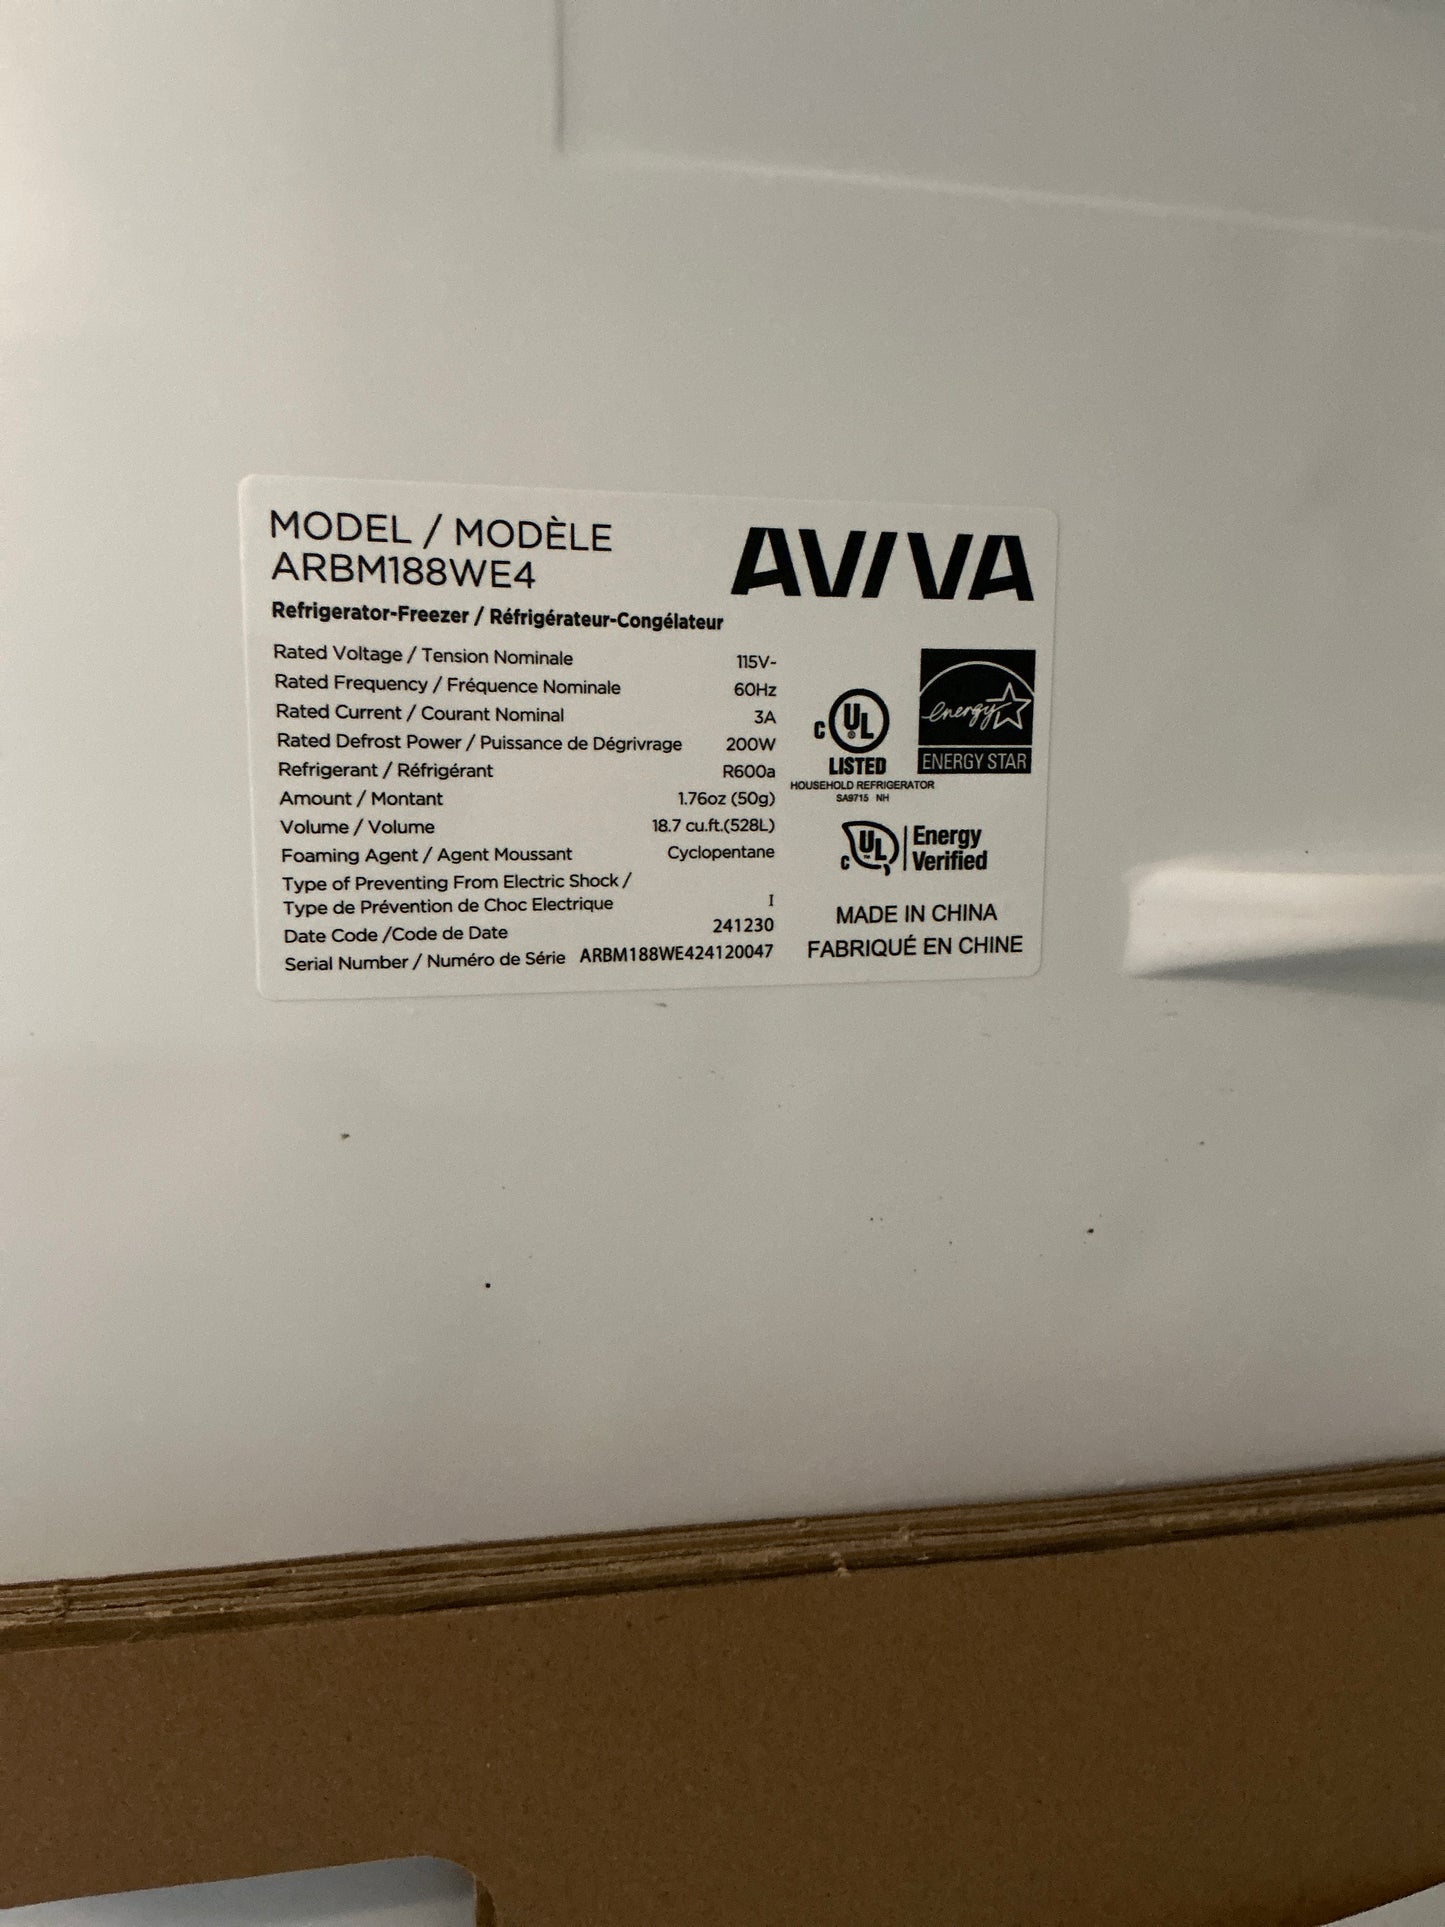 MODEL / MODÈLE
ARBM188WE4
AVIVA
Refrigerator-Freezer / Réfrigérateur-Congélateur
Rated Voltage / Tension Nominale 115V~
Rated Frequency / Fréquence Nominale 60Hz
Rated Current / Courant Nominal 3A
Rated Defrost Power / Puissance de Dégrivrage 200W
Refrigerant / Réfrigérant R600a
Amount / Montant 1.76oz (50g)
Volume / Volume 18.7 cu.ft.(528L)
Foaming Agent / Agent Moussant Cyclopentane
Type of Preventing From Electric Shock /
Type de Prévention de Choc Electrique I
Date Code /Code de Date 241230
Serial Number / Numéro de Série ARBM188WE424120047
C UL ®
LISTED
HOUSEHOLD REFRIGERATOR
SA9715 NH
energy
ENERGY STAR
C UL Energy
Verified
MADE IN CHINA
FABRIQUÉ EN CHINE